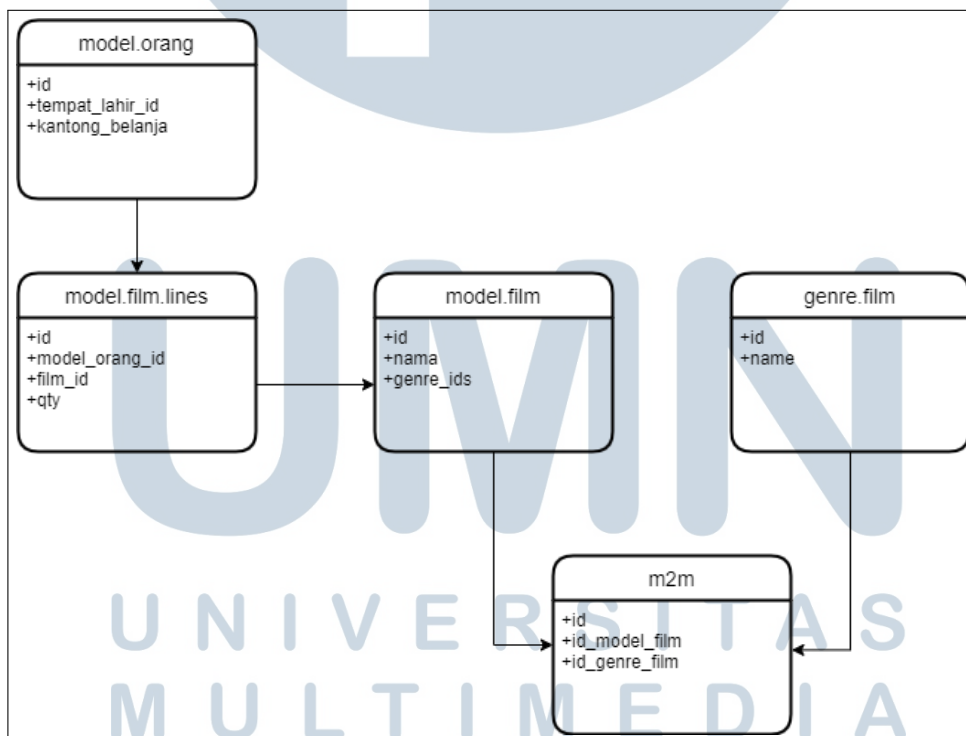 model.orang
+id
+tempat_lahir_id
+kantong_belanja
model.film.lines
+id
+model_orang_id
+film_id
+qty
model.film
+id
+nama
+genre_ids
genre.film
+id
+name
m2m
+id
+id_model_film
+id_genre_film
UMN
UNIVERSITAS
MULTIMEDIA